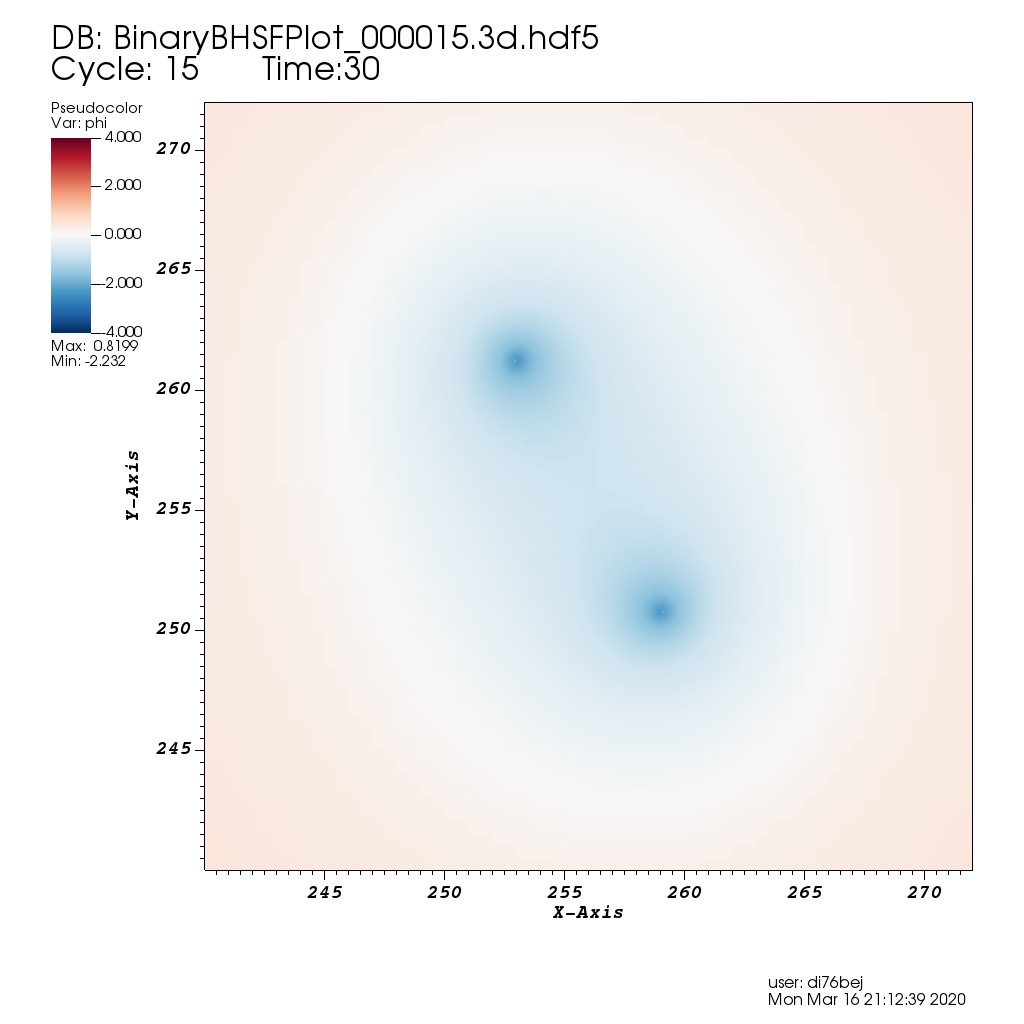 DB: BinaryBHSFPlot_000015.3d.hdf5
Cycle: 15 Time:30
Pseudocolor
Var: phi
4.000
2.000
0.000
-2.000
-4.000
Max: 0.8199
Min: -2.232
270
265
260
255
250
245
Y-Axis
245 250 255 260 265 270
X-Axis
user: di76bej
Mon Mar 16 21:12:39 2020